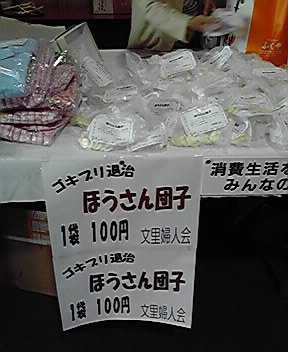 ゴキブリ退治
ほうさん団子
1袋 100円 文里婦人会
ゴキブリ退治
ほうさん団子
1袋 100円 文里婦人会
消費生活を
みんなの